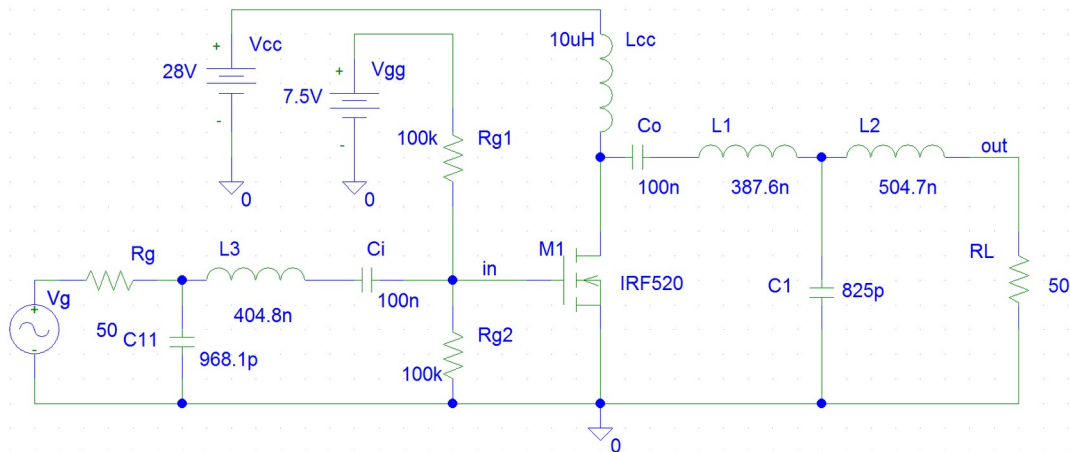 + Vcc
28V
-
0
+ Vgg
7.5V
-
0
100k Rg1
10uH Lcc
Co
100n
L1
387.6n
L2
504.7n
out
Rg
50
Vg
+
-
L3
404.8n
Ci
100n
in
C11
968.1p
Rg2
100k
M1
IRF520
C1
825p
RL
50
0